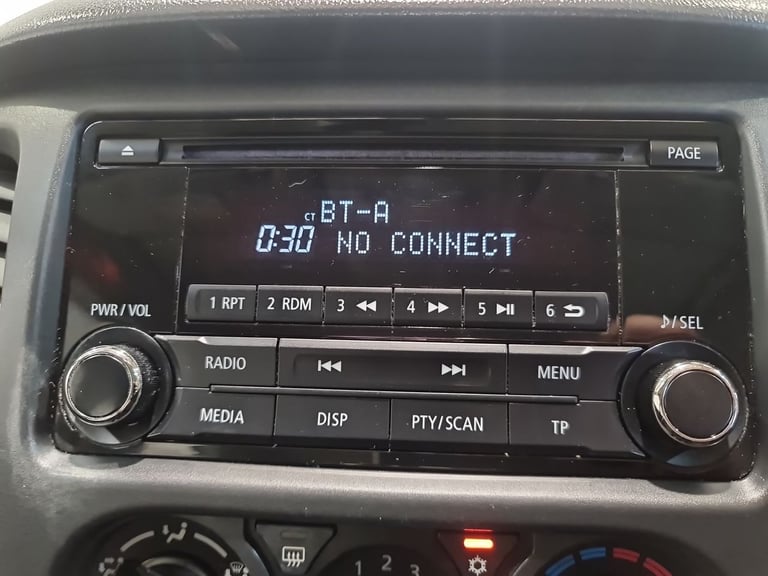 PAGE
BT-A
CT 0:30 NO CONNECT
1 RPT 2 RDM 3 4 5 6
PWR/VOL
♪/SEL
RADIO MENU
MEDIA DISP PTY/SCAN TP
1 2 3